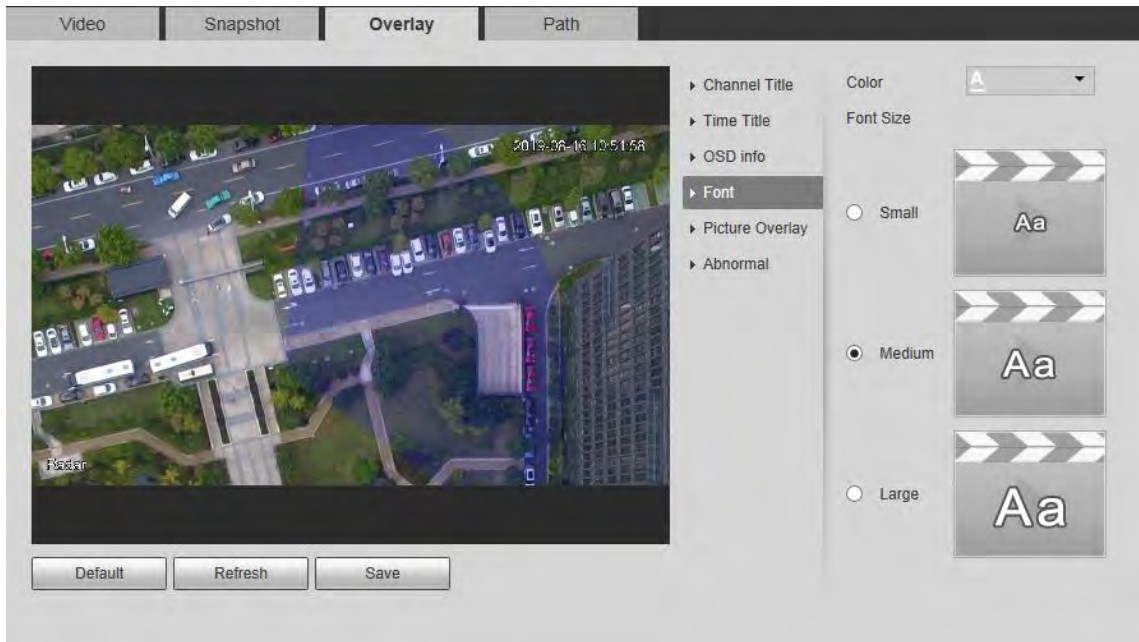 Video Snapshot Overlay Path
2019-08-16 10:51:58
Radar
Default Refresh Save
Channel Title
Time Title
OSD info
Font
Picture Overlay
Abnormal
Color A
Font Size
Small Aa
Medium Aa
Large Aa